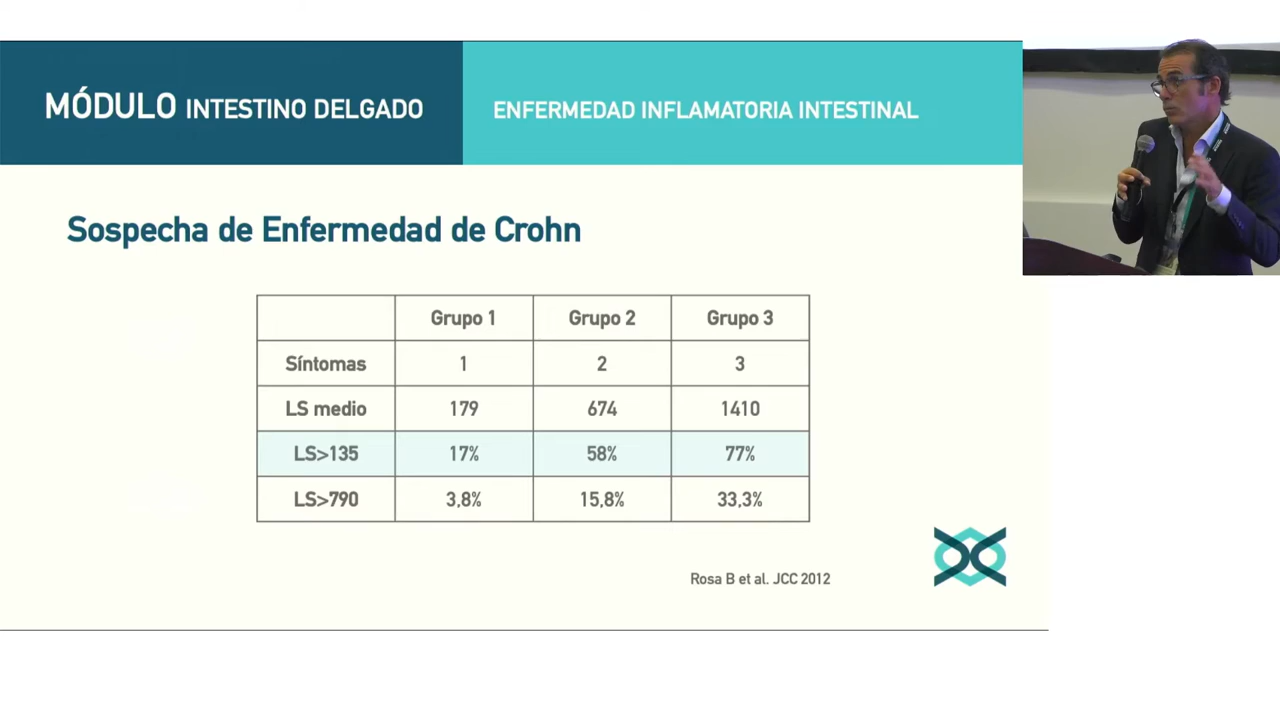 MÓDULO INTESTINO DELGADO
ENFERMEDAD INFLAMATORIA INTESTINAL
Sospecha de Enfermedad de Crohn
Grupo 1 Grupo 2 Grupo 3
Síntomas 1 2 3
LS medio 179 674 1410
LS>135 17% 58% 77%
LS>790 3,8% 15,8% 33,3%
Rosa B et al. JCC 2012